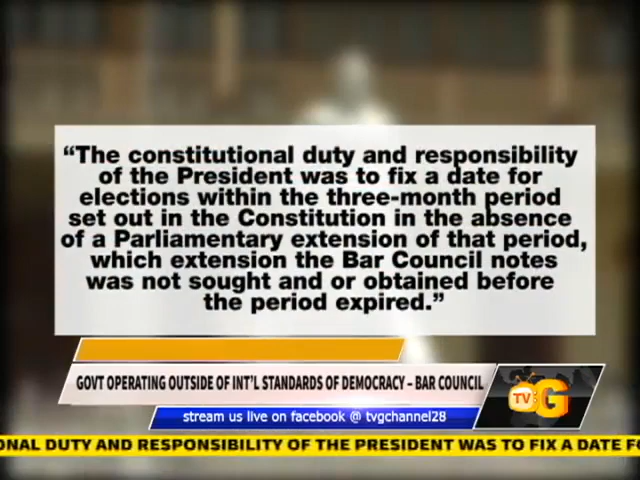 “The constitutional duty and responsibility
of the President was to fix a date for
elections within the three-month period
set out in the Constitution in the absence
of a Parliamentary extension of that period,
which extension the Bar Council notes
was not sought and or obtained before
the period expired.”
GOVT OPERATING OUTSIDE OF INT'L STANDARDS OF DEMOCRACY – BAR COUNCIL
TV G
stream us live on facebook @ tvgchannel28
ONAL DUTY AND RESPONSIBILITY OF THE PRESIDENT WAS TO FIX A DATE FO